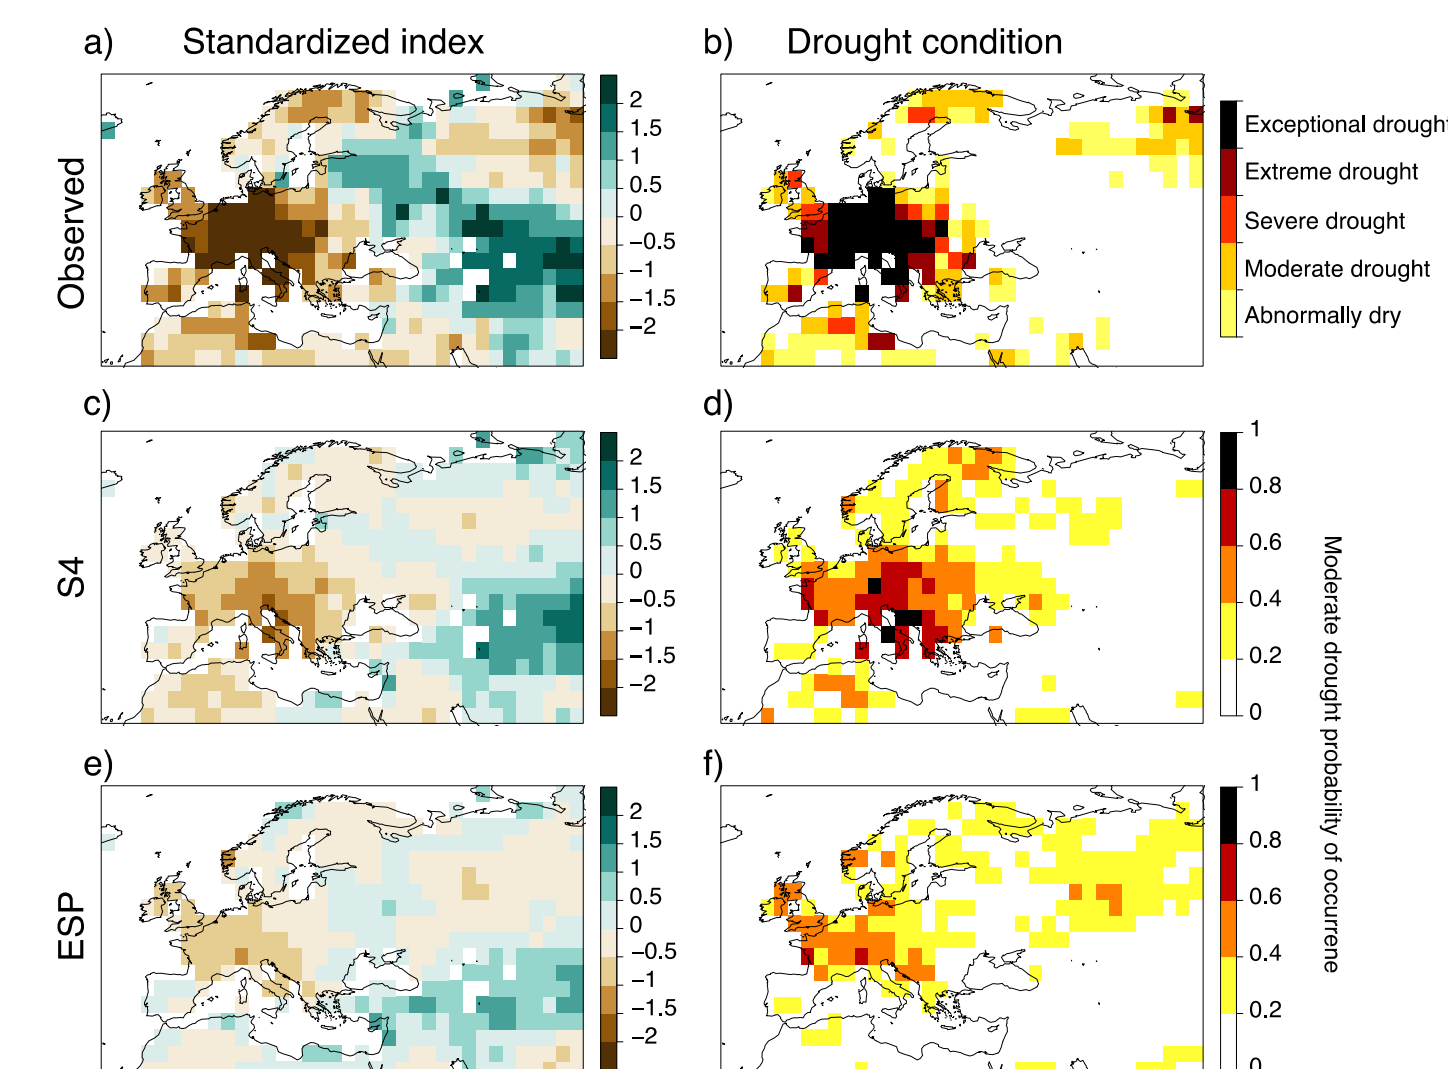 a) Standardized index
b) Drought condition
Observed
2
1.5
1
0.5
0
−0.5
−1
−1.5
−2
Exceptional drought
Extreme drought
Severe drought
Moderate drought
Abnormally dry
c)
d)
S4
2
1.5
1
0.5
0
−0.5
−1
−1.5
−2
1
0.8
0.6
0.4
0.2
0
Moderate drought probability of occurrene
e)
f)
ESP
2
1.5
1
0.5
0
−0.5
−1
−1.5
−2
1
0.8
0.6
0.4
0.2
0